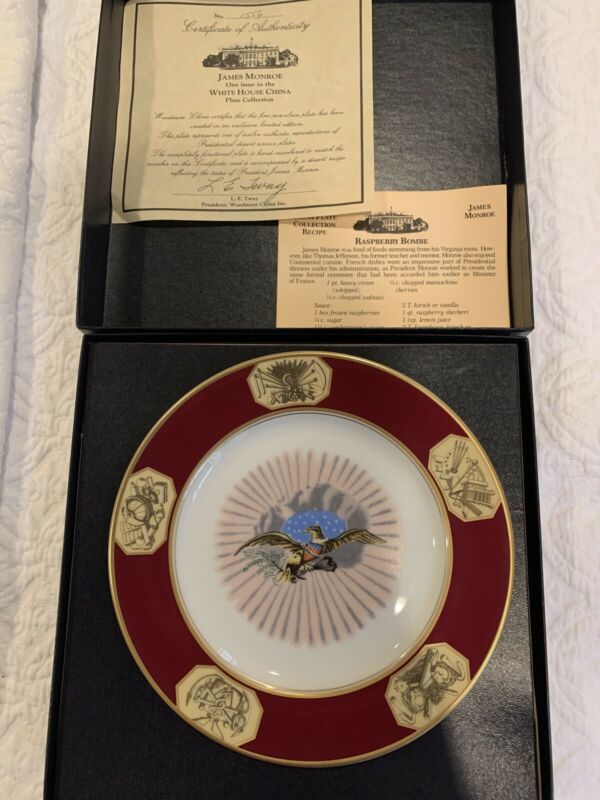 No. 1556
Certificate of Authenticity
JAMES MONROE
One issue in the
WHITE HOUSE CHINA
Plate Collection
Woodmere China certifies that this fine porcelain plate has been
created in an exclusive limited edition.
This plate represents one of twelve authentic reproductions of
Presidential dessert service plates.
The completely functional plate is hand-numbered to match the
number on this Certificate, and is accompanied by a dessert recipe
reflecting the tastes of President James Monroe.
L E Tway
L. E. Tway
President, Woodmere China Inc.
PLATE
COLLECTION
RECIPE
JAMES
MONROE
RASPBERRY BOMBE
James Monroe was fond of foods stemming from his Virginia roots. How-
ever, like Thomas Jefferson, his former teacher and mentor, Monroe also enjoyed
Continental cuisine. French dishes were an impressive part of Presidential
dinners under his administration, as President Monroe worked to create the
same formal ceremony that had been accorded him earlier as Minister
of France.
1 pt. heavy cream
(whipped)
¼ c. chopped walnuts
¼ c. chopped maraschino
cherries
Sauce:
1 box frozen raspberries
¼ c. sugar
2 T. kirsch or vanilla
1 qt. raspberry sherbert
1 tsp. lemon juice